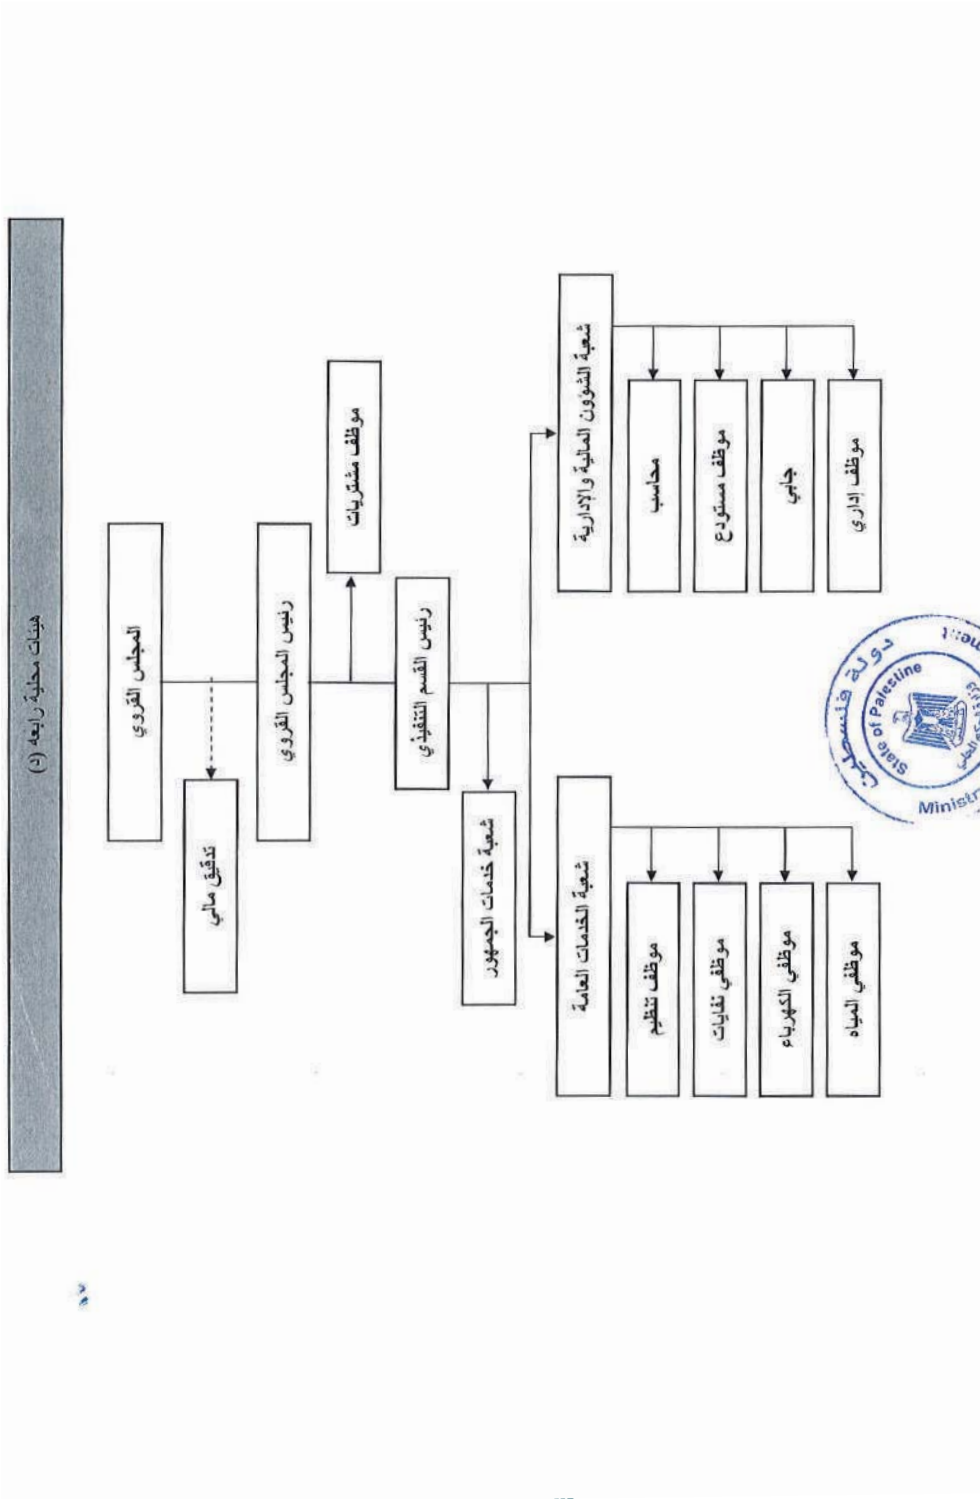 هيئات محلية رابعه (د)
المجلس القروي
تدقيق مالي
رئيس المجلس القروي
موظف مشتريات
رئيس القسم التنفيذي
شعبة خدمات الجمهور
شعبة الشؤون المالية والإدارية
محاسب
موظف مستودع
جابي
موظف إداري
شعبة الخدمات العامة
موظف تنظيم
موظفي نفايات
موظفي الكهرباء
موظفي المياه
دولة فلسطين
State of Palestine